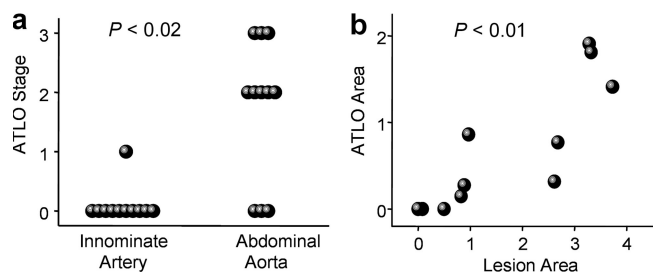 a
P < 0.02
ATLO Stage
3
2
1
0
Innominate
Artery
Abdominal
Aorta
b
P < 0.01
ATLO Area
2
1
0
0 1 2 3 4
Lesion Area